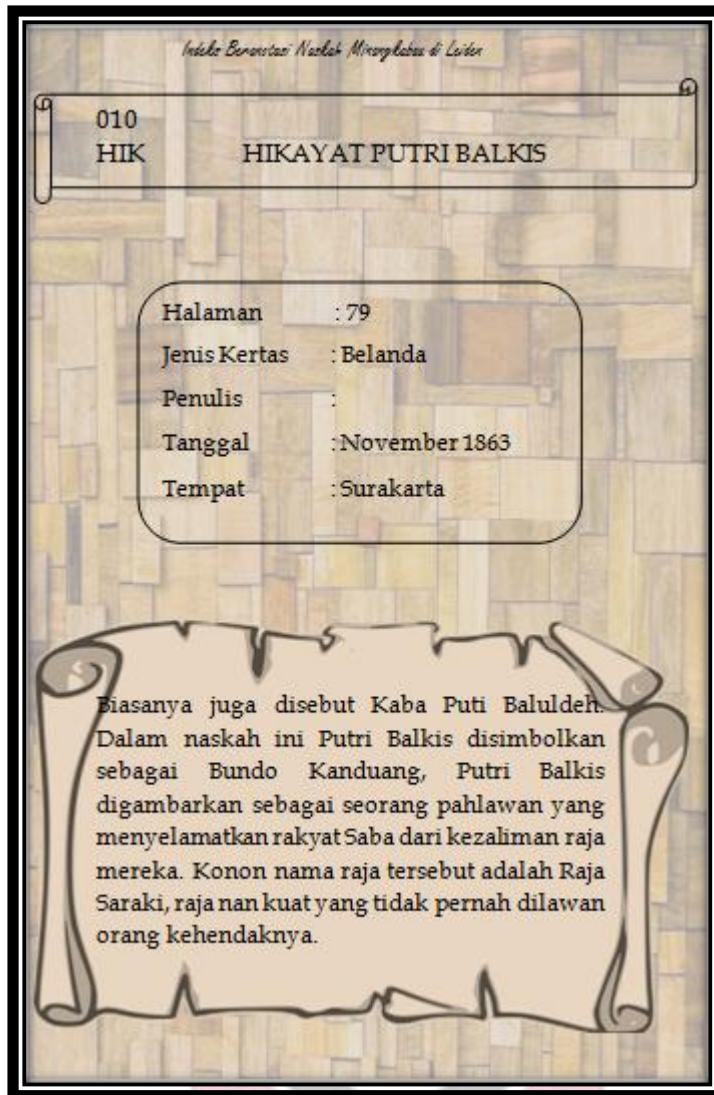 Indeks Beranotasi Naskah Minangkabau di Leiden
010
HIK HIKAYAT PUTRI BALKIS
Halaman : 79
Jenis Kertas : Belanda
Penulis :
Tanggal : November 1863
Tempat : Surakarta
Biasanya juga disebut Kaba Puti Baluldeh.
Dalam naskah ini Putri Balkis disimbolkan
sebagai Bundo Kanduang, Putri Balkis
digambarkan sebagai seorang pahlawan yang
menyelamatkan rakyat Saba dari kezaliman raja
mereka. Konon nama raja tersebut adalah Raja
Saraki, raja nan kuat yang tidak pernah dilawan
orang kehendaknya.